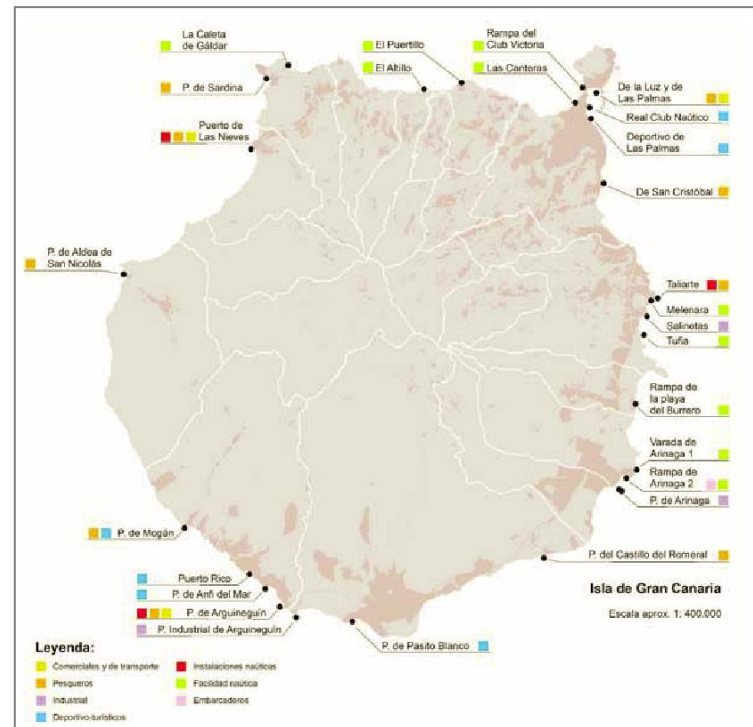 La Caleta
de Gáldar
P. de Sardina
Puerto de
Las Nieves
P. de Aldea de
San Nicolás
El Puertillo
El Altillo
Rampa del
Club Victoria
Las Canteras
De la Luz y de
Las Palmas
Real Club Naútico
Deportivo de
Las Palmas
De San Cristóbal
Taliarte
Melenara
Salinetas
Tufia
Rampa de
la playa
del Burrero
Varada de
Arinaga 1
Rampa de
Arinaga 2
P. de Arinaga
P. del Castillo del Romeral
P. de Mogán
Puerto Rico
P. de Anfi del Mar
P. de Arguineguín
P. Industrial de Arguineguín
P. de Pasito Blanco
Isla de Gran Canaria
Escala aprox. 1: 400.000
Leyenda:
Comerciales y de transporte
Pesqueros
Industrial
Deportivo-turísticos
Instalaciones naúticas
Facilidad naútica
Embarcaderos